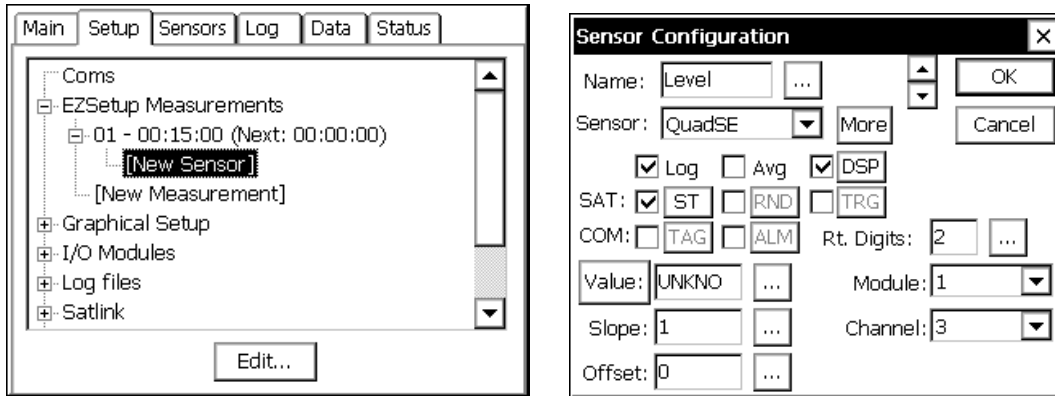 Main Setup Sensors Log Data Status
Coms
EZSetup Measurements
01 - 00:15:00 (Next: 00:00:00)
[New Sensor]
[New Measurement]
Graphical Setup
I/O Modules
Log files
Satlink
Edit...
Sensor Configuration
Name: Level ... OK
Sensor: QuadSE More Cancel
Log Avg DSP
SAT: ST RND TRG
COM: TAG ALM Rt. Digits: 2 ...
Value: UNKNO ... Module: 1
Slope: 1 ... Channel: 3
Offset: 0 ...